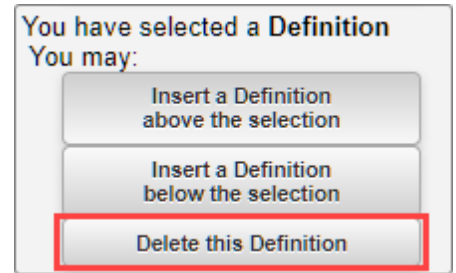 You have selected a Definition
You may:
Insert a Definition
above the selection
Insert a Definition
below the selection
Delete this Definition